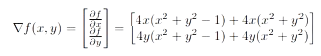 ∇f(x, y) = [∂f/∂x ∂f/∂y] = [4x(x² + y² − 1) + 4x(x² + y²)
4y(x² + y² − 1) + 4y(x² + y²)]